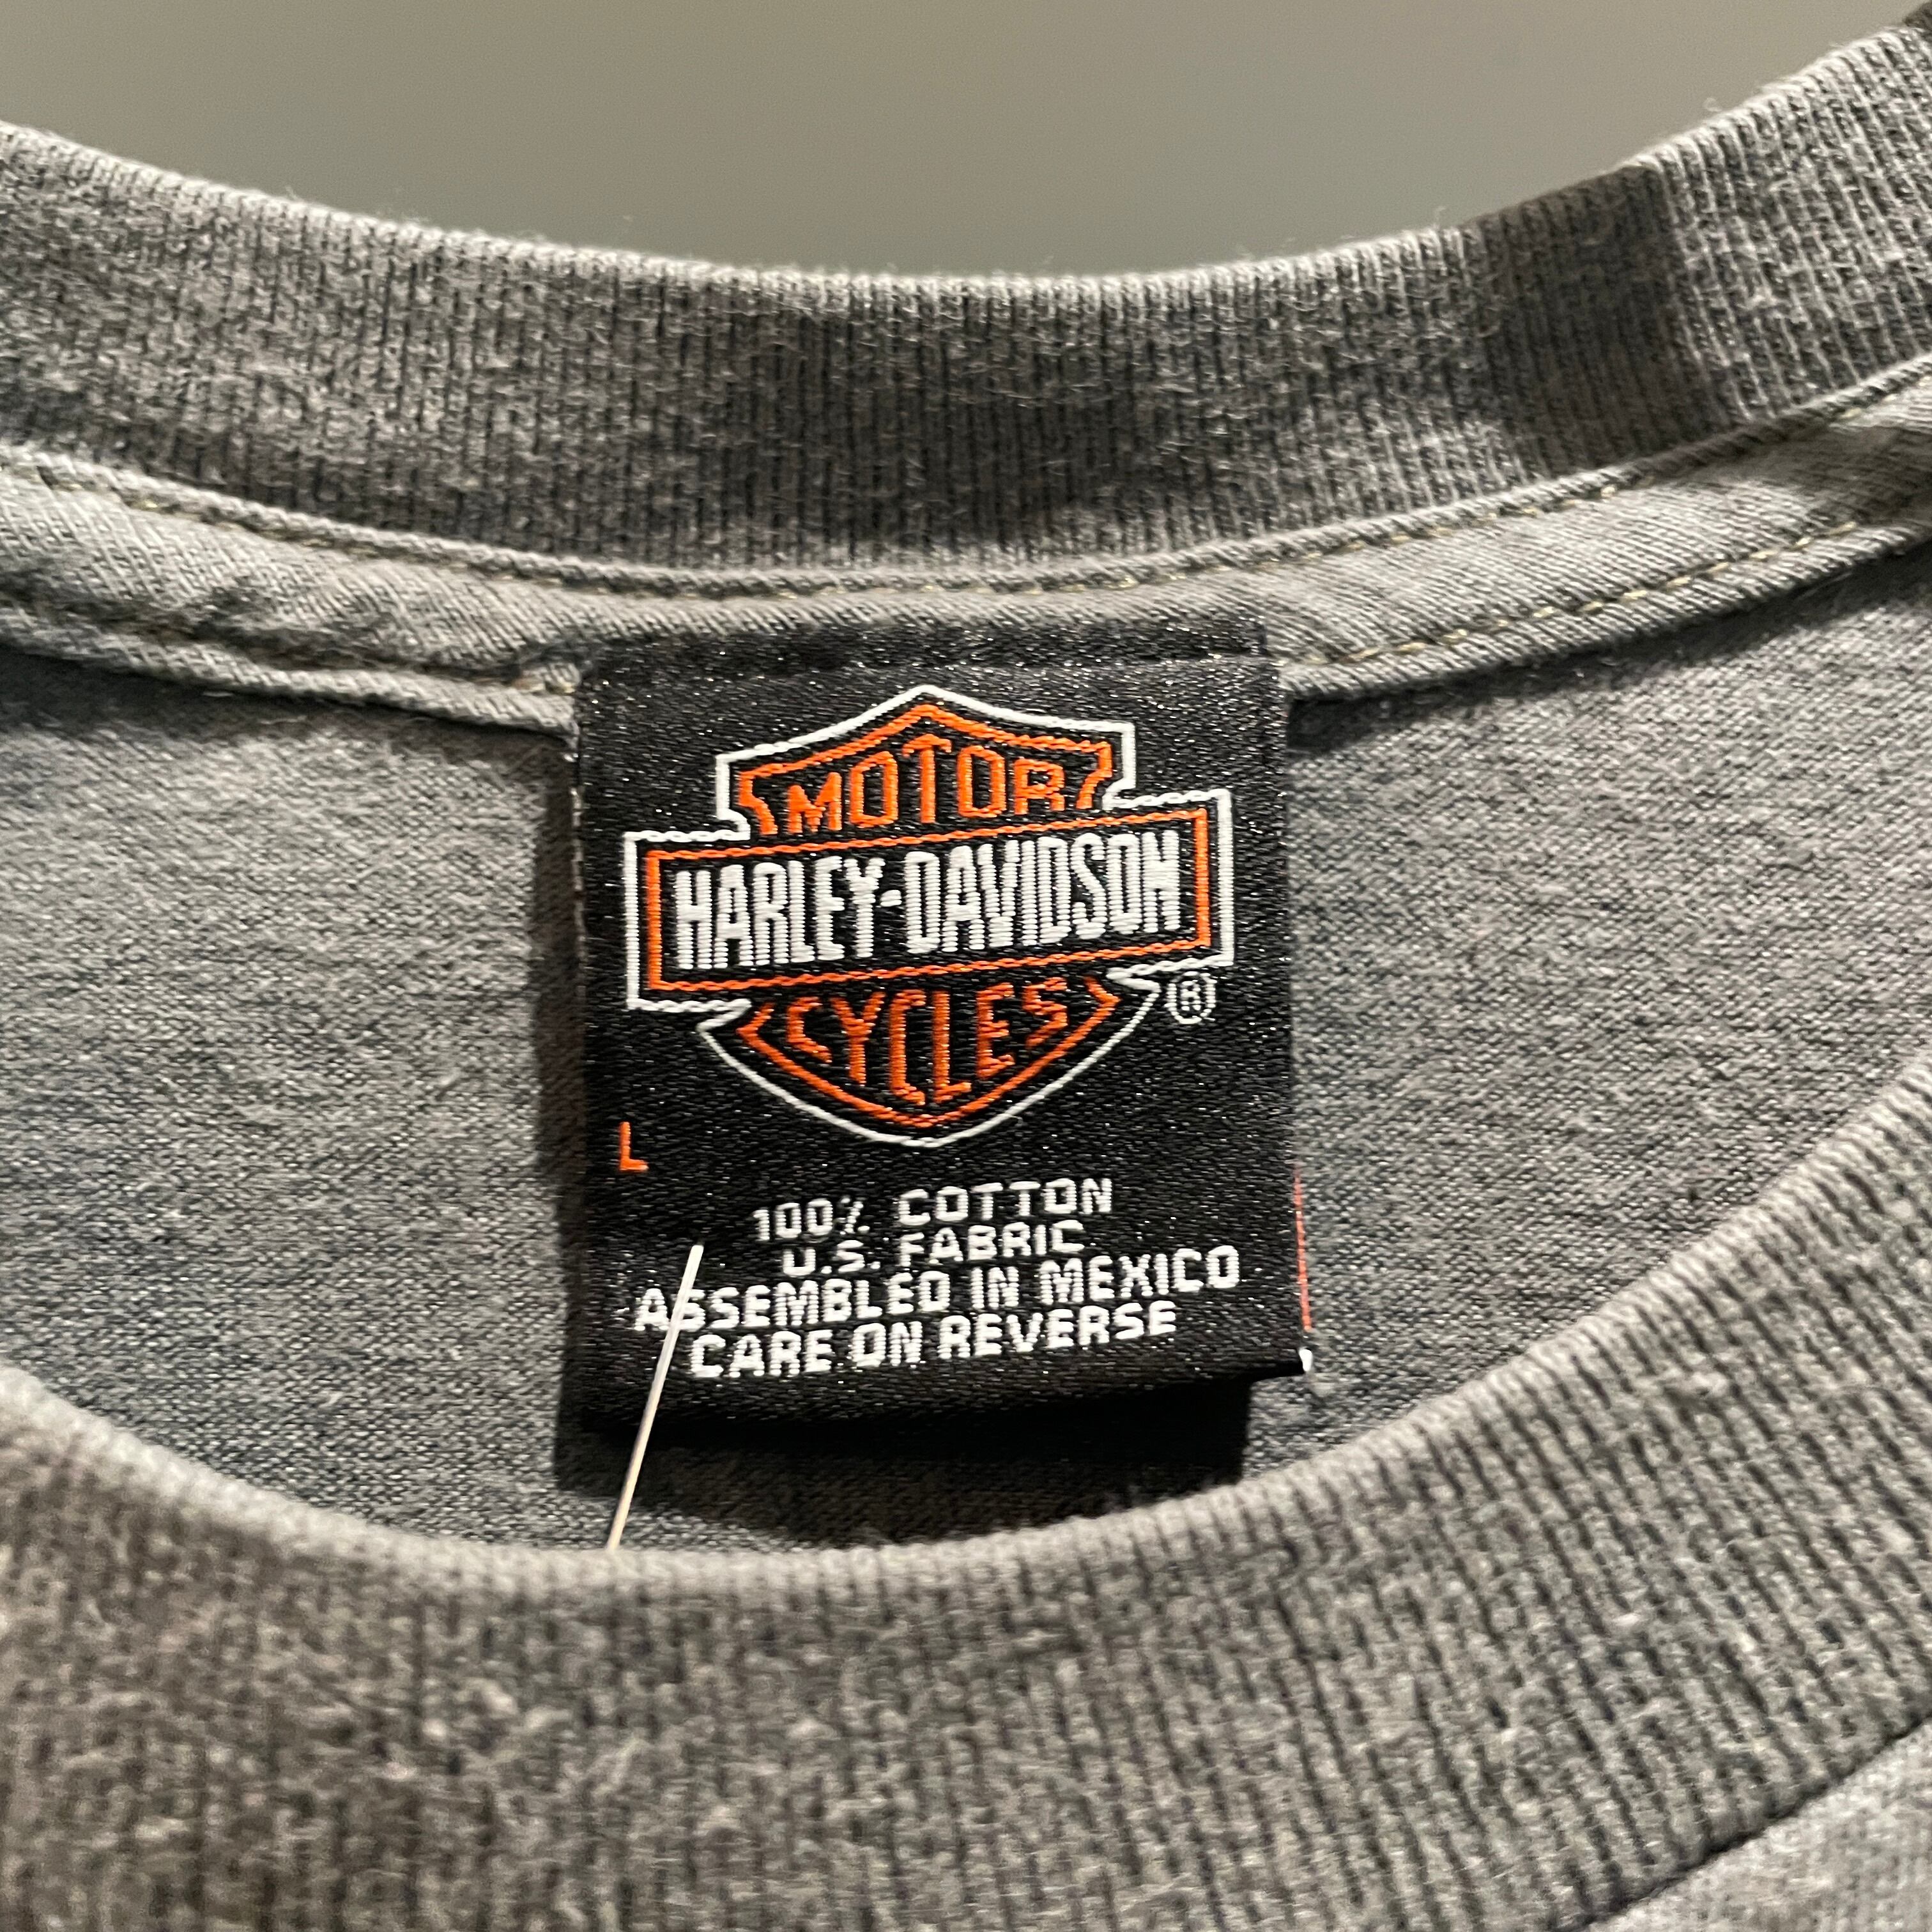 MOTOR
HARLEY-DAVIDSON
CYCLES
®
L
100% COTTON
U.S. FABRIC
ASSEMBLED IN MEXICO
CARE ON REVERSE